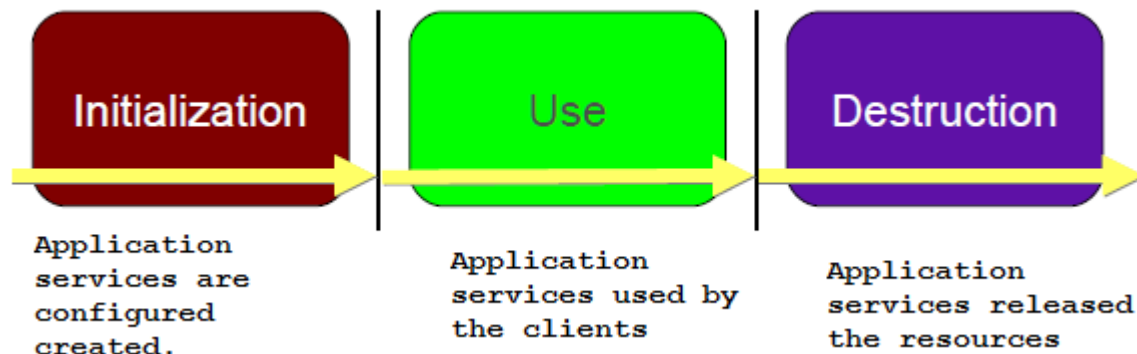 Initialization
Use
Destruction
Application
services are
configured
created.
Application
services used by
the clients
Application
services released
the resources